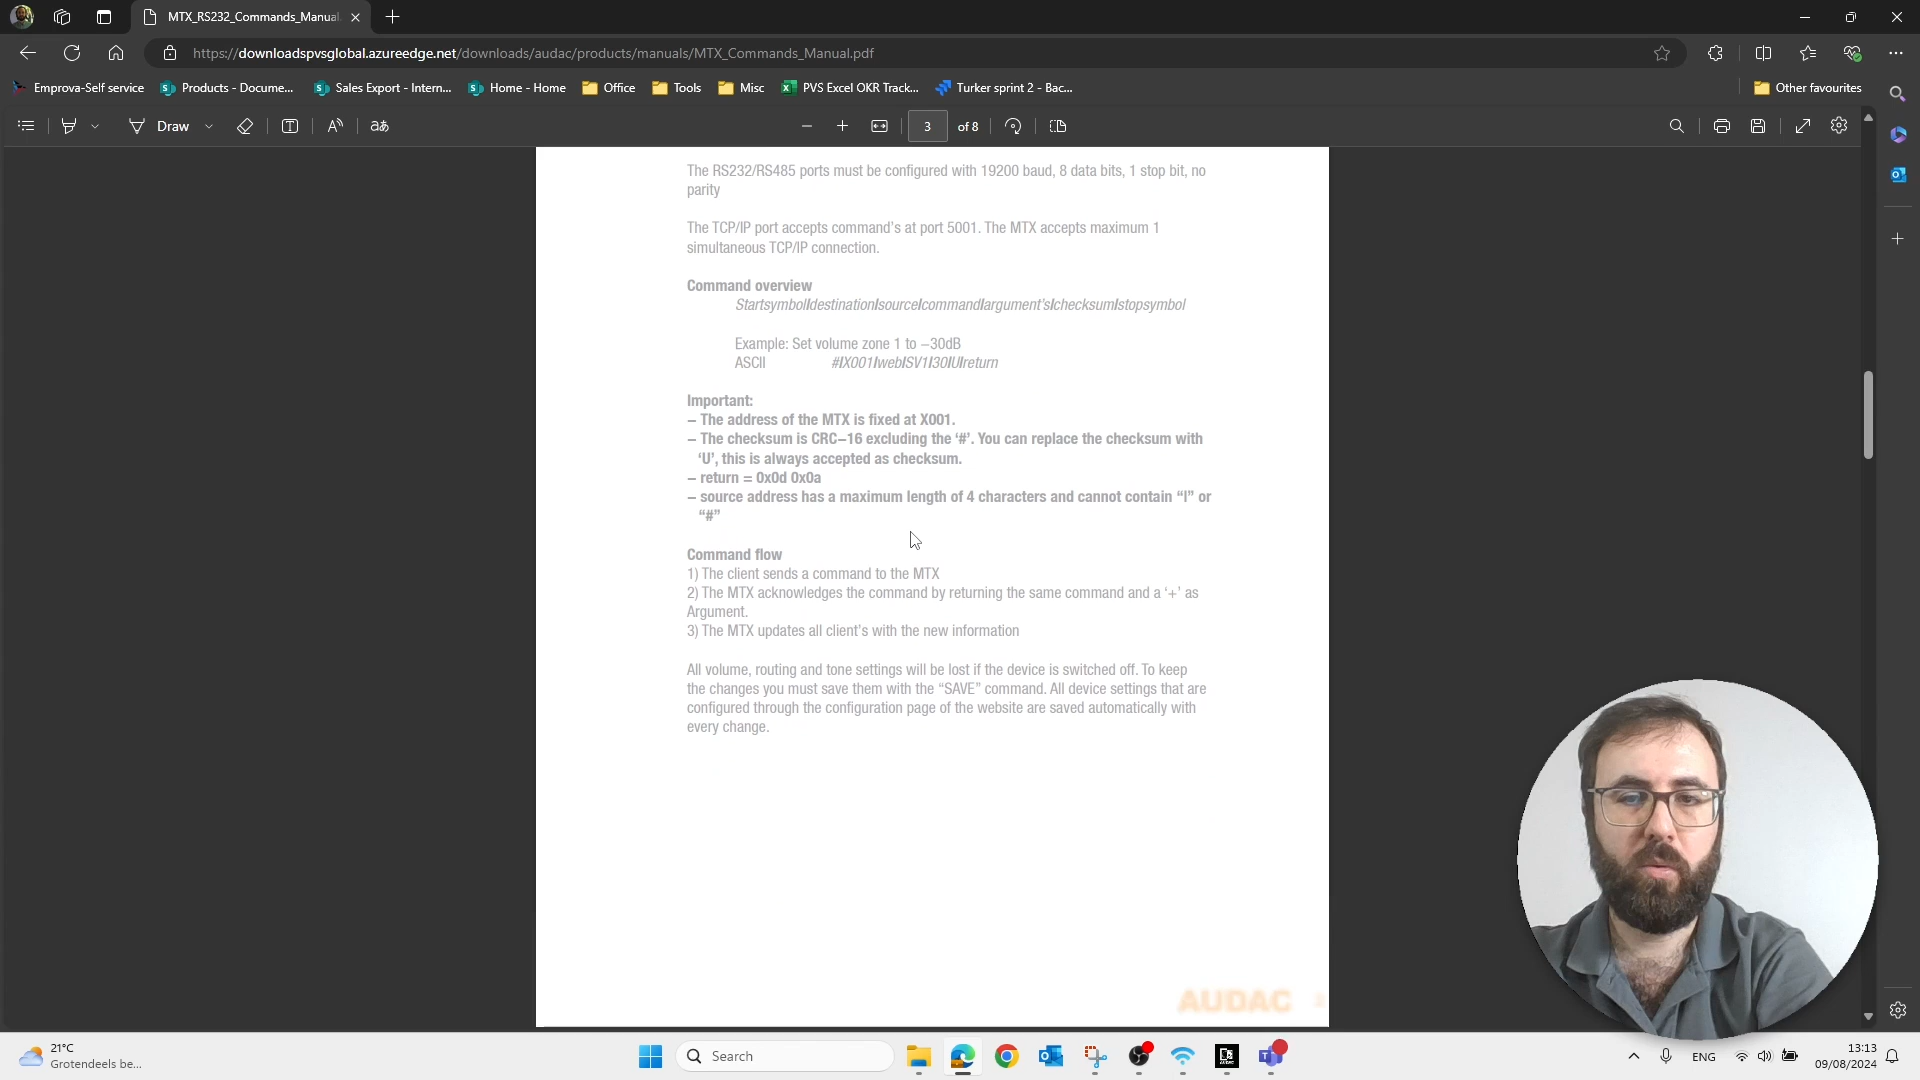 MTX_RS232_Commands_Manual.
https://downloadspvsglobal.azureedge.net/downloads/audac/products/manuals/MTX_Commands_Manual.pdf
Emprova-Self service
Products - Docume...
Sales Export - Intern...
Home - Home
Office
Tools
Misc
PVS Excel OKR Track...
Turker sprint 2 - Bac...
Other favourites
Draw
aあ
3 of 8
The RS232/RS485 ports must be configured with 19200 baud, 8 data bits, 1 stop bit, no
parity
The TCP/IP port accepts command's at port 5001. The MTX accepts maximum 1
simultaneous TCP/IP connection.
Command overview
Startsymbol|destination|source|command|argument's|checksum|stopsymbol
Example: Set volume zone 1 to –30dB
ASCII #|X001|web|SV1|30|U|return
Important:
– The address of the MTX is fixed at X001.
– The checksum is CRC–16 excluding the ‘#’. You can replace the checksum with
‘U’, this is always accepted as checksum.
– return = 0x0d 0x0a
– source address has a maximum length of 4 characters and cannot contain “|” or
“#”
Command flow
1) The client sends a command to the MTX
2) The MTX acknowledges the command by returning the same command and a ‘+’ as
Argument.
3) The MTX updates all client's with the new information
All volume, routing and tone settings will be lost if the device is switched off. To keep
the changes you must save them with the “SAVE” command. All device settings that are
configured through the configuration page of the website are saved automatically with
every change.
AUDAC
21°C
Grotendeels be...
Search
ENG
13:13
09/08/2024